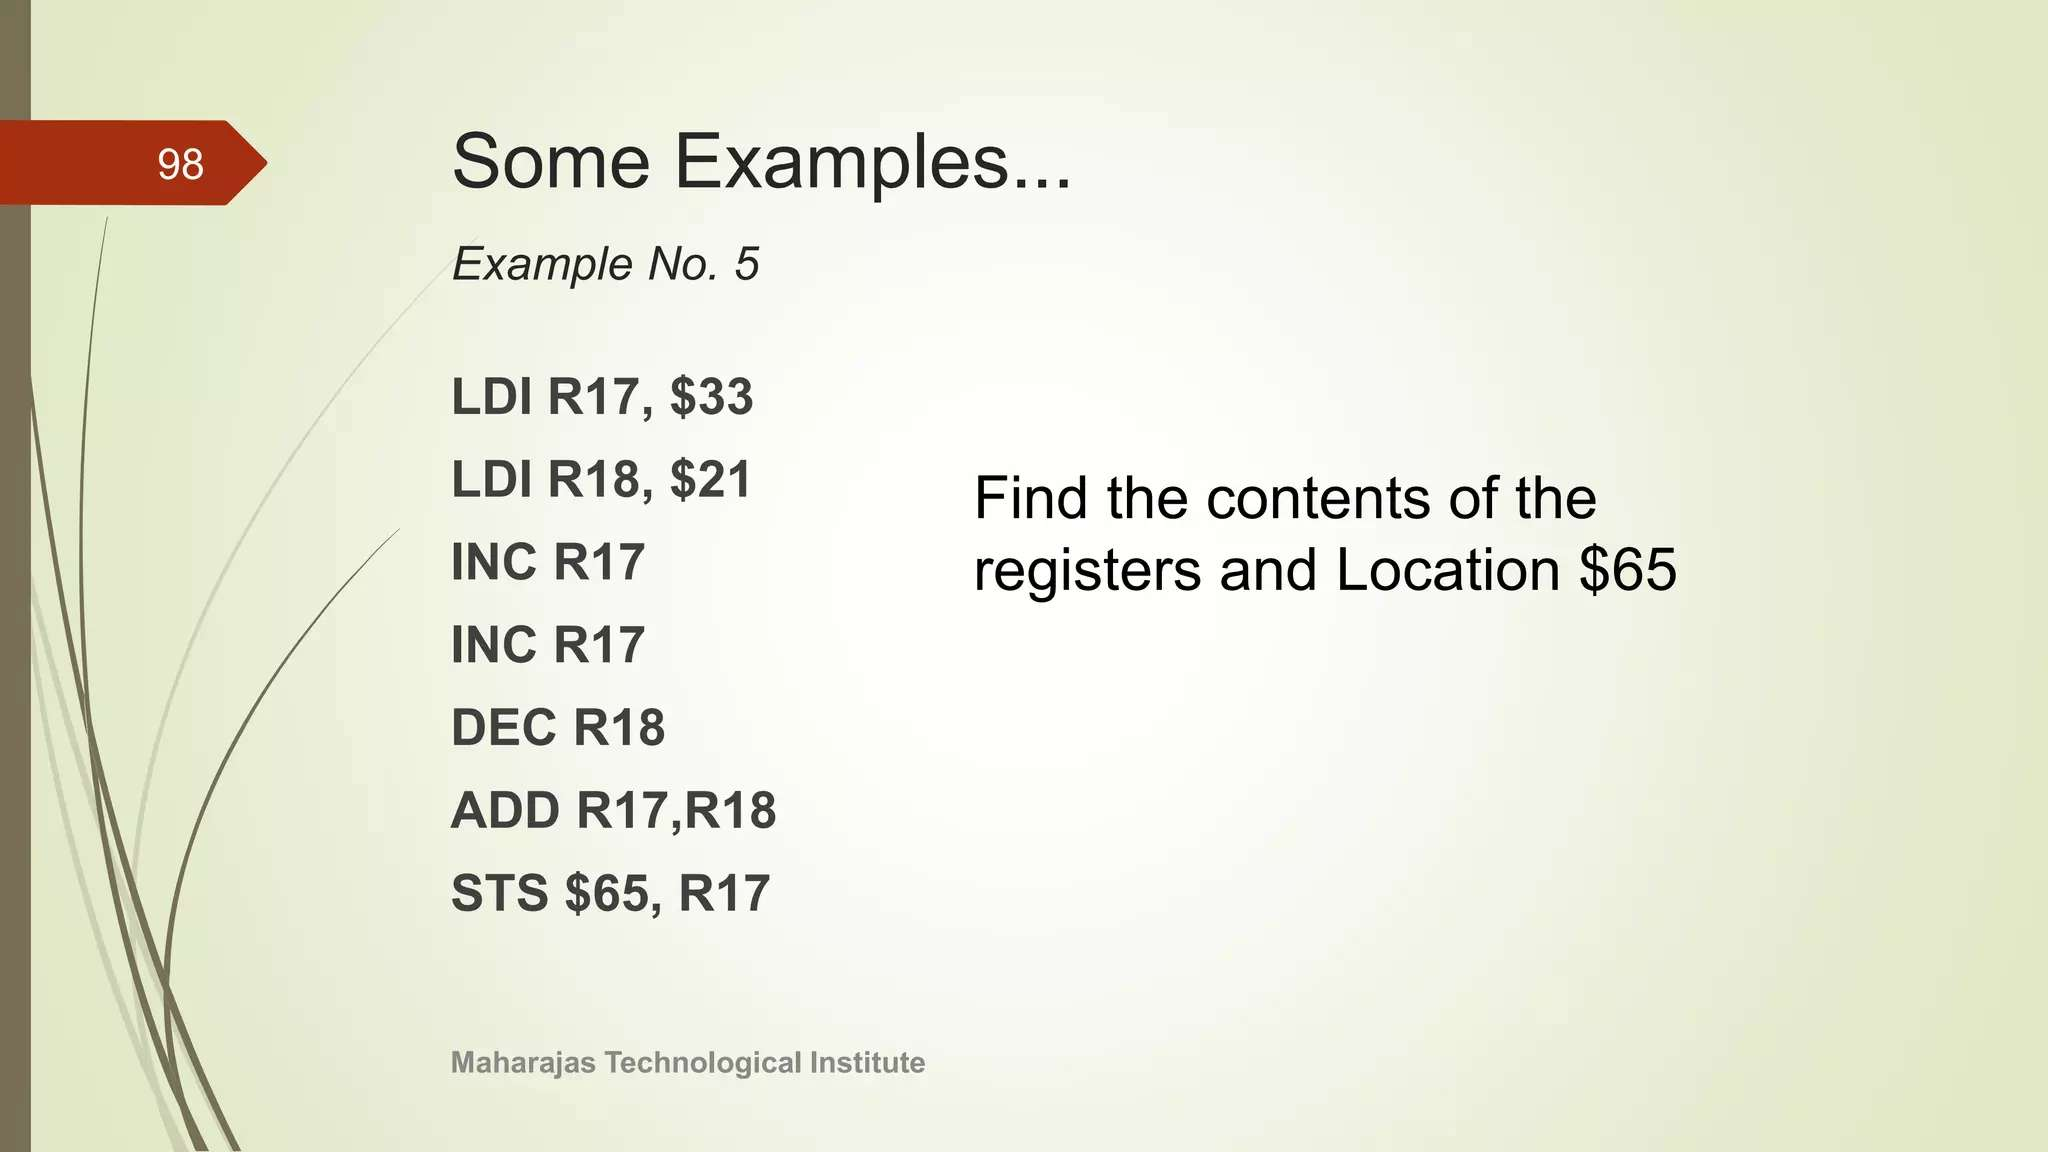 98
Some Examples...
Example No. 5
LDI R17, $33
LDI R18, $21
INC R17
INC R17
DEC R18
ADD R17,R18
STS $65, R17
Find the contents of the
registers and Location $65
Maharajas Technological Institute